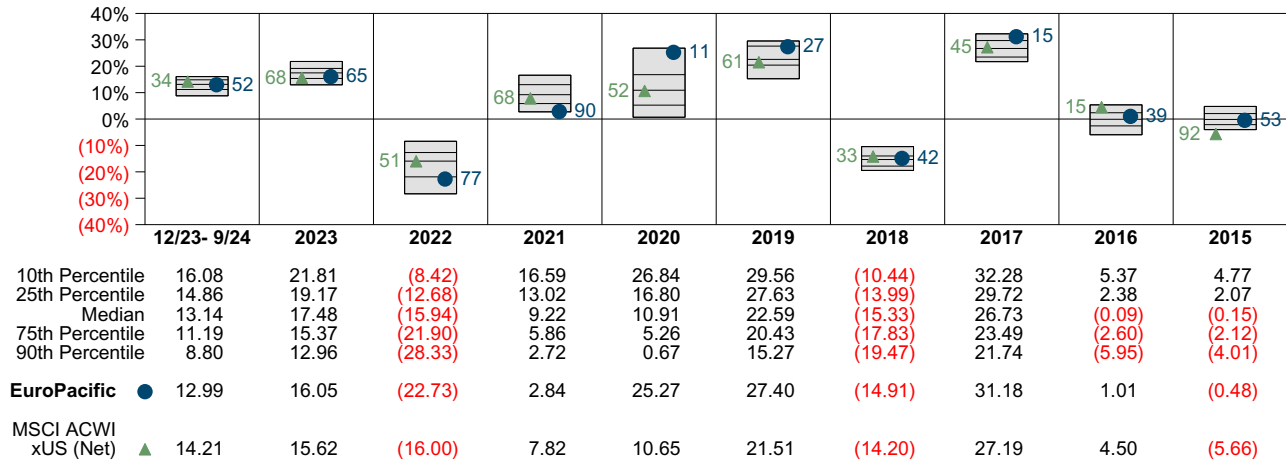 40%
30%
20%
10%
0%
(10%)
(20%)
(30%)
(40%)
34 52
68 65
51 77
68 90
52 11
61 27
33 42
45 15
15 39
92 53
12/23- 9/24 2023 2022 2021 2020 2019 2018 2017 2016 2015
10th Percentile 16.08 21.81 (8.42) 16.59 26.84 29.56 (10.44) 32.28 5.37 4.77
25th Percentile 14.86 19.17 (12.68) 13.02 16.80 27.63 (13.99) 29.72 2.38 2.07
Median 13.14 17.48 (15.94) 9.22 10.91 22.59 (15.33) 26.73 (0.09) (0.15)
75th Percentile 11.19 15.37 (21.90) 5.86 5.26 20.43 (17.83) 23.49 (2.60) (2.12)
90th Percentile 8.80 12.96 (28.33) 2.72 0.67 15.27 (19.47) 21.74 (5.95) (4.01)
EuroPacific 12.99 16.05 (22.73) 2.84 25.27 27.40 (14.91) 31.18 1.01 (0.48)
MSCI ACWI
xUS (Net) 14.21 15.62 (16.00) 7.82 10.65 21.51 (14.20) 27.19 4.50 (5.66)